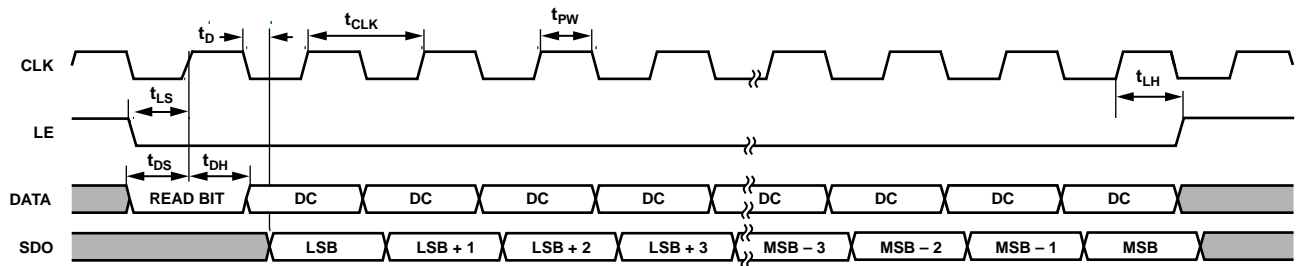 tD tCLK tPW
CLK
tLS tLH
LE
tDS tDH
DATA READ BIT DC DC DC DC DC DC DC DC
SDO LSB LSB + 1 LSB + 2 LSB + 3 MSB – 3 MSB – 2 MSB – 1 MSB